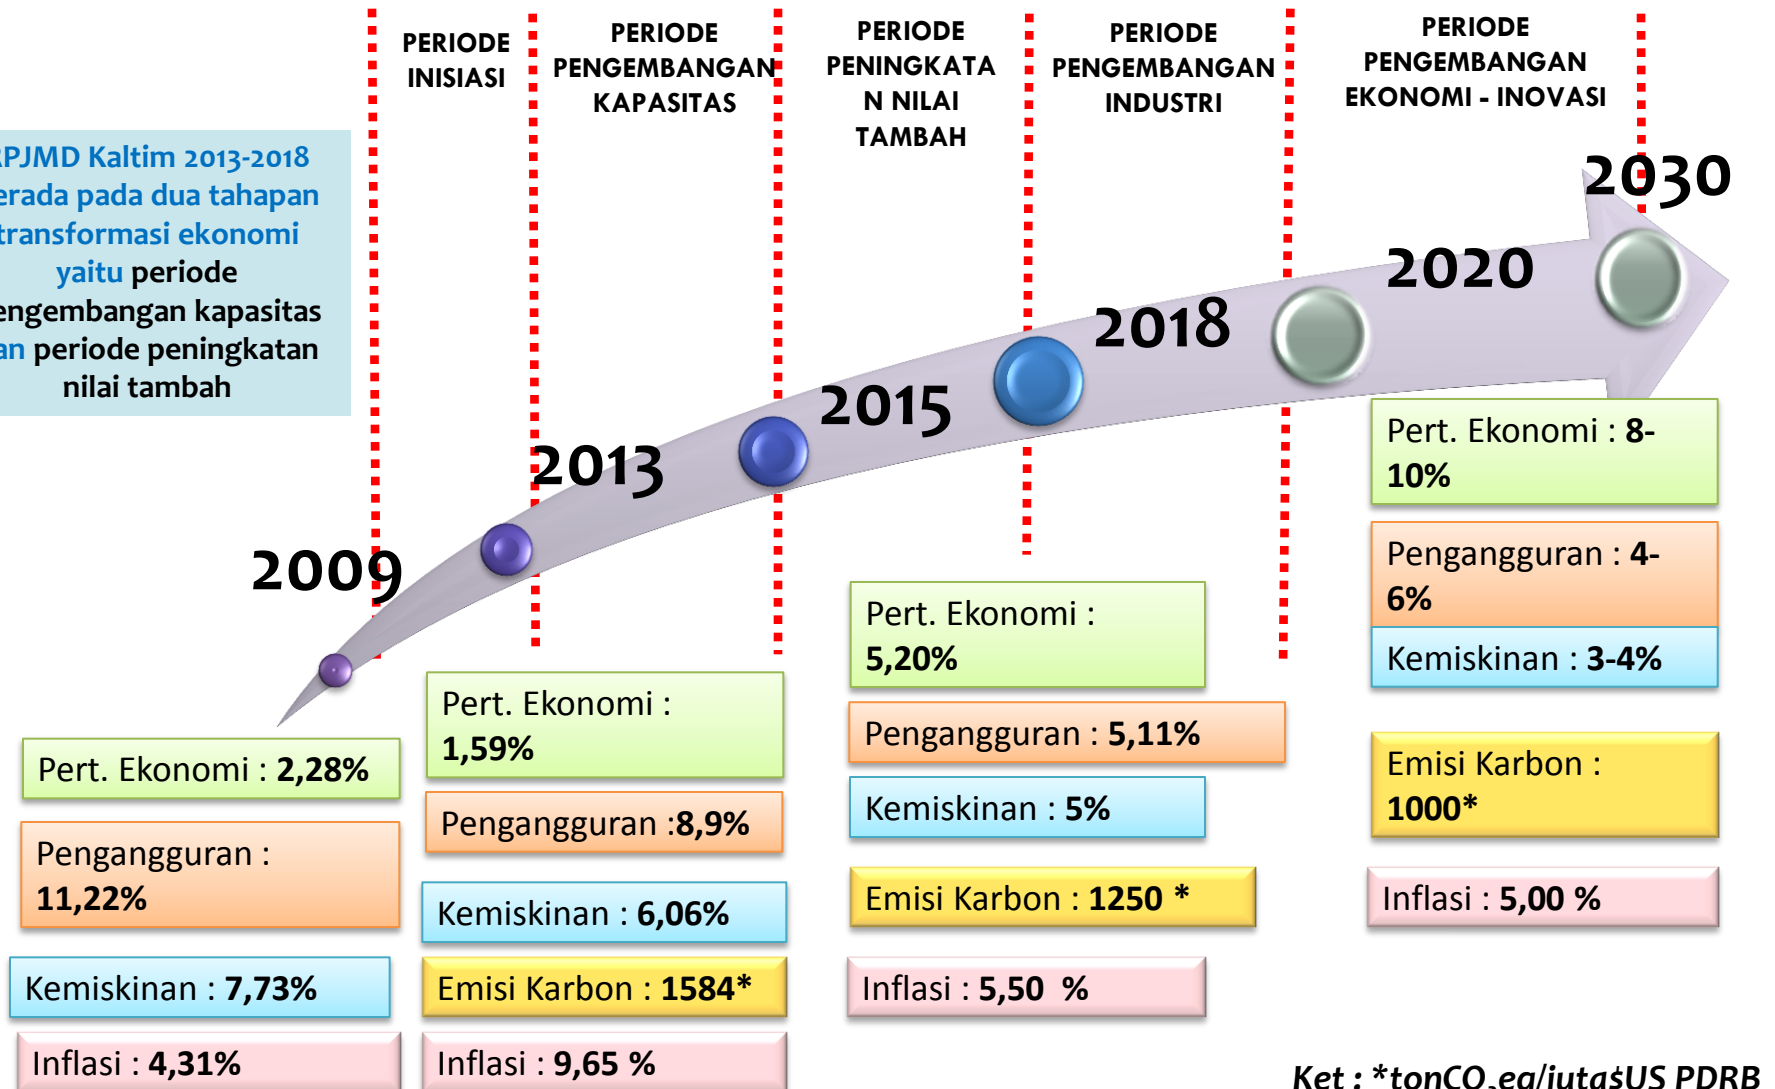 PERIODE
INISIASI
PERIODE
PENGEMBANGAN
KAPASITAS
PERIODE
PENINGKATA
N NILAI
TAMBAH
PERIODE
PENGEMBANGAN
INDUSTRI
PERIODE
PENGEMBANGAN
EKONOMI - INOVASI
RPJMD Kaltim 2013-2018
erada pada dua tahapan
transformasi ekonomi
yaitu periode
engembangan kapasitas
an periode peningkatan
nilai tambah
2009
2013
2015
2018
2020
2030
Pert. Ekonomi : 2,28%
Pengangguran :
11,22%
Kemiskinan : 7,73%
Inflasi : 4,31%
Pert. Ekonomi :
1,59%
Pengangguran :8,9%
Kemiskinan : 6,06%
Emisi Karbon : 1584*
Inflasi : 9,65 %
Pert. Ekonomi :
5,20%
Pengangguran : 5,11%
Kemiskinan : 5%
Emisi Karbon : 1250 *
Inflasi : 5,50 %
Pert. Ekonomi : 8-
10%
Pengangguran : 4-
6%
Kemiskinan : 3-4%
Emisi Karbon :
1000*
Inflasi : 5,00 %
Ket : *tonCO₂eq/juta$US PDRB